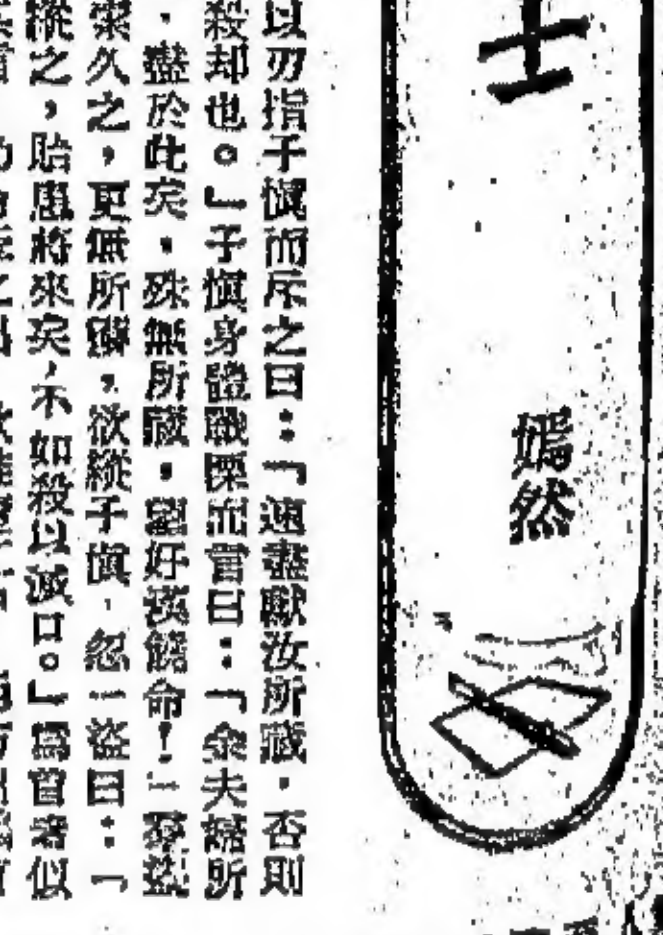 士
嫣然
以刃指子愼而斥之曰：「速盡獻汝所藏，否則
殺却也。」子愼身體戰慄而言曰：「余夫婦所
，盡於此矣，殊無所藏，望好漢饒命！」羣盜
索久之，更無所獲，欲縱子愼，忽一盜曰：「
縱之，貽患將來矣，不如殺以滅口。」爲首者似